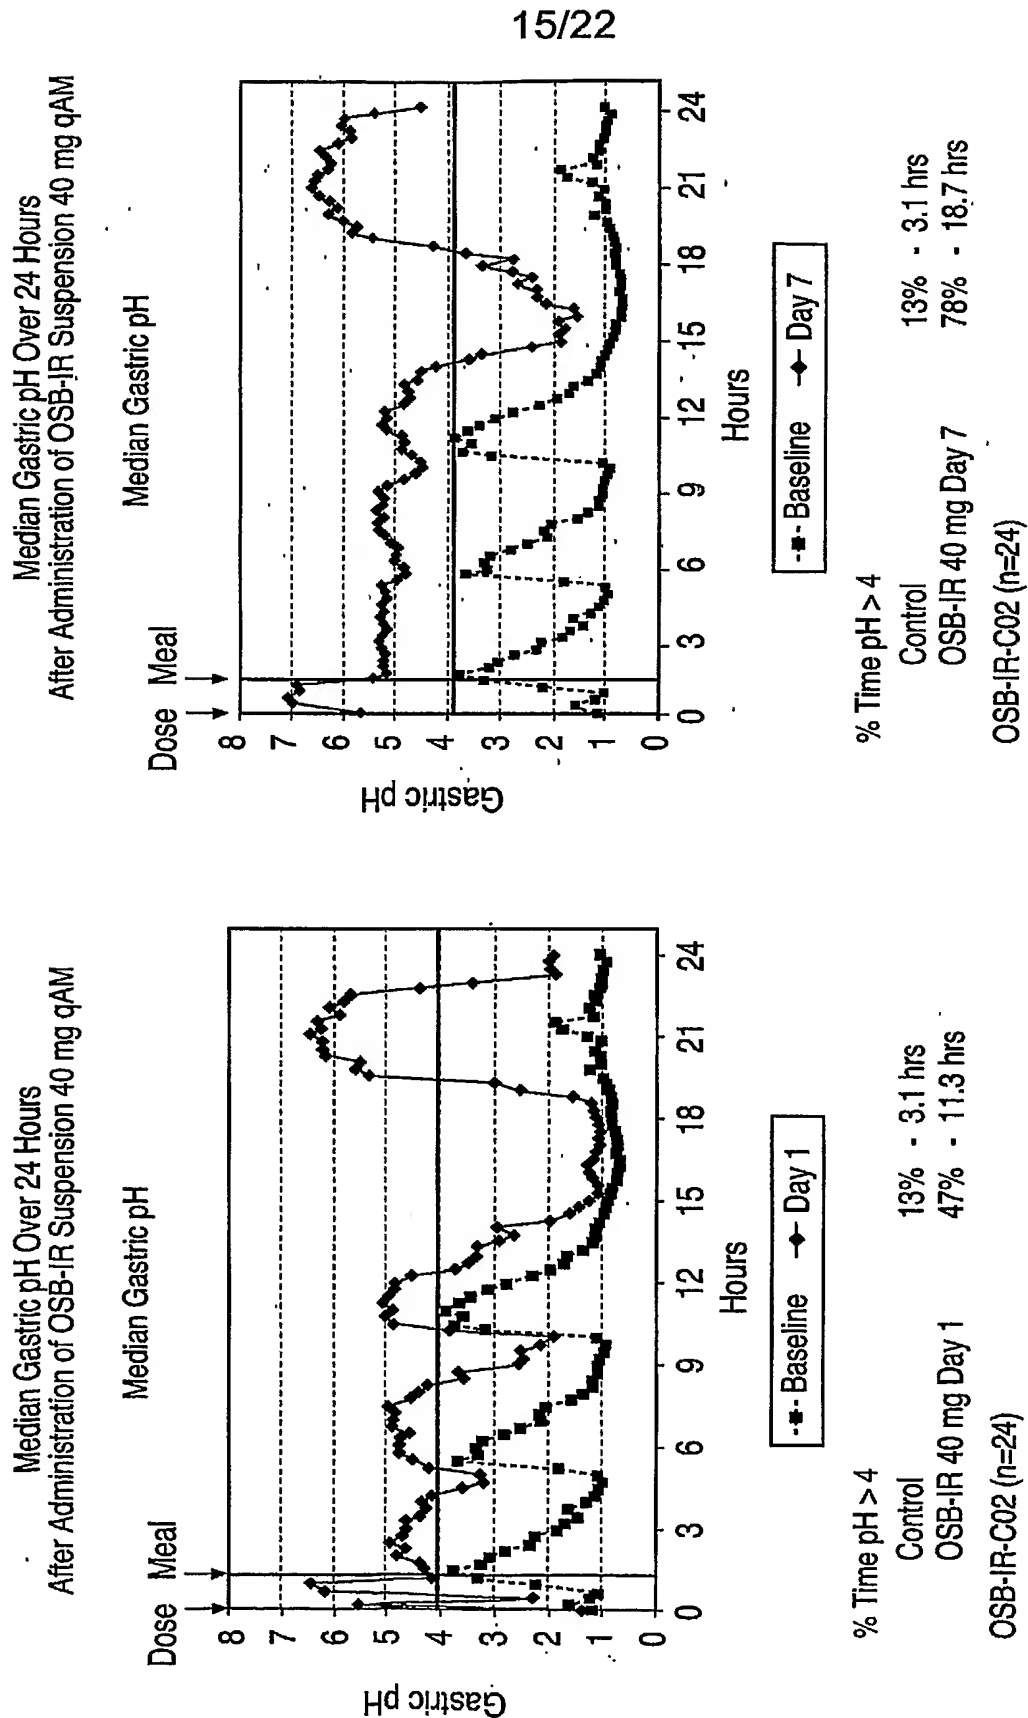 15/22
Median Gastric pH Over 24 Hours
After Administration of OSB-IR Suspension 40 mg qAM
Median Gastric pH
Dose Meal
Gastric pH
8
7
6
5
4
3
2
1
0
0 3 6 9 12 15 18 21 24
Hours
Baseline Day 1
% Time pH > 4
Control 13% - 3.1 hrs
OSB-IR 40 mg Day 1 47% - 11.3 hrs
OSB-IR-C02 (n=24)
Median Gastric pH Over 24 Hours
After Administration of OSB-IR Suspension 40 mg qAM
Median Gastric pH
Dose Meal
Gastric pH
8
7
6
5
4
3
2
1
0
0 3 6 9 12 15 18 21 24
Hours
Baseline Day 7
% Time pH > 4
Control 13% - 3.1 hrs
OSB-IR 40 mg Day 7 78% - 18.7 hrs
OSB-IR-C02 (n=24)